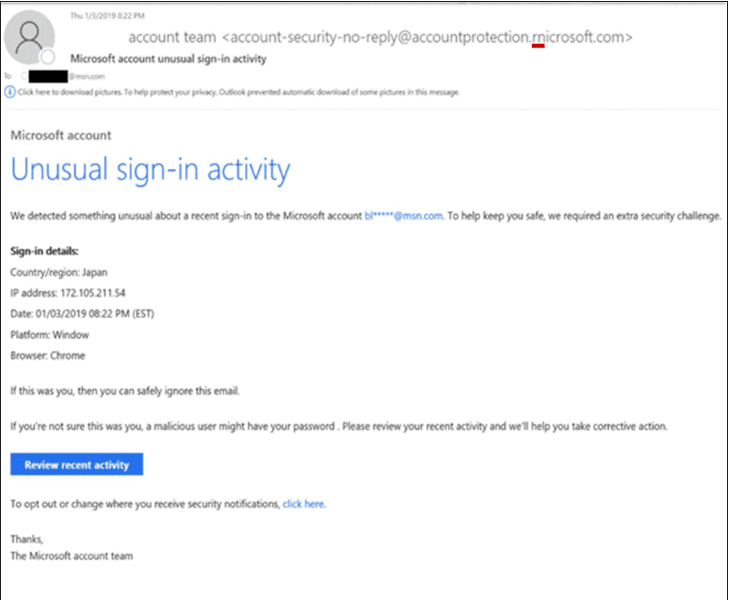 Thu 1/3/2019 8:22 PM
account team <account-security-no-reply@accountprotection.rnicrosoft.com>
Microsoft account unusual sign-in activity
To @msn.com
Click here to download pictures. To help protect your privacy, Outlook prevented automatic download of some pictures in this message.
Microsoft account
Unusual sign-in activity
We detected something unusual about a recent sign-in to the Microsoft account bl*****@msn.com. To help keep you safe, we required an extra security challenge.
Sign-in details:
Country/region: Japan
IP address: 172.105.211.54
Date: 01/03/2019 08:22 PM (EST)
Platform: Window
Browser: Chrome
If this was you, then you can safely ignore this email.
If you're not sure this was you, a malicious user might have your password . Please review your recent activity and we'll help you take corrective action.
Review recent activity
To opt out or change where you receive security notifications, click here.
Thanks,
The Microsoft account team